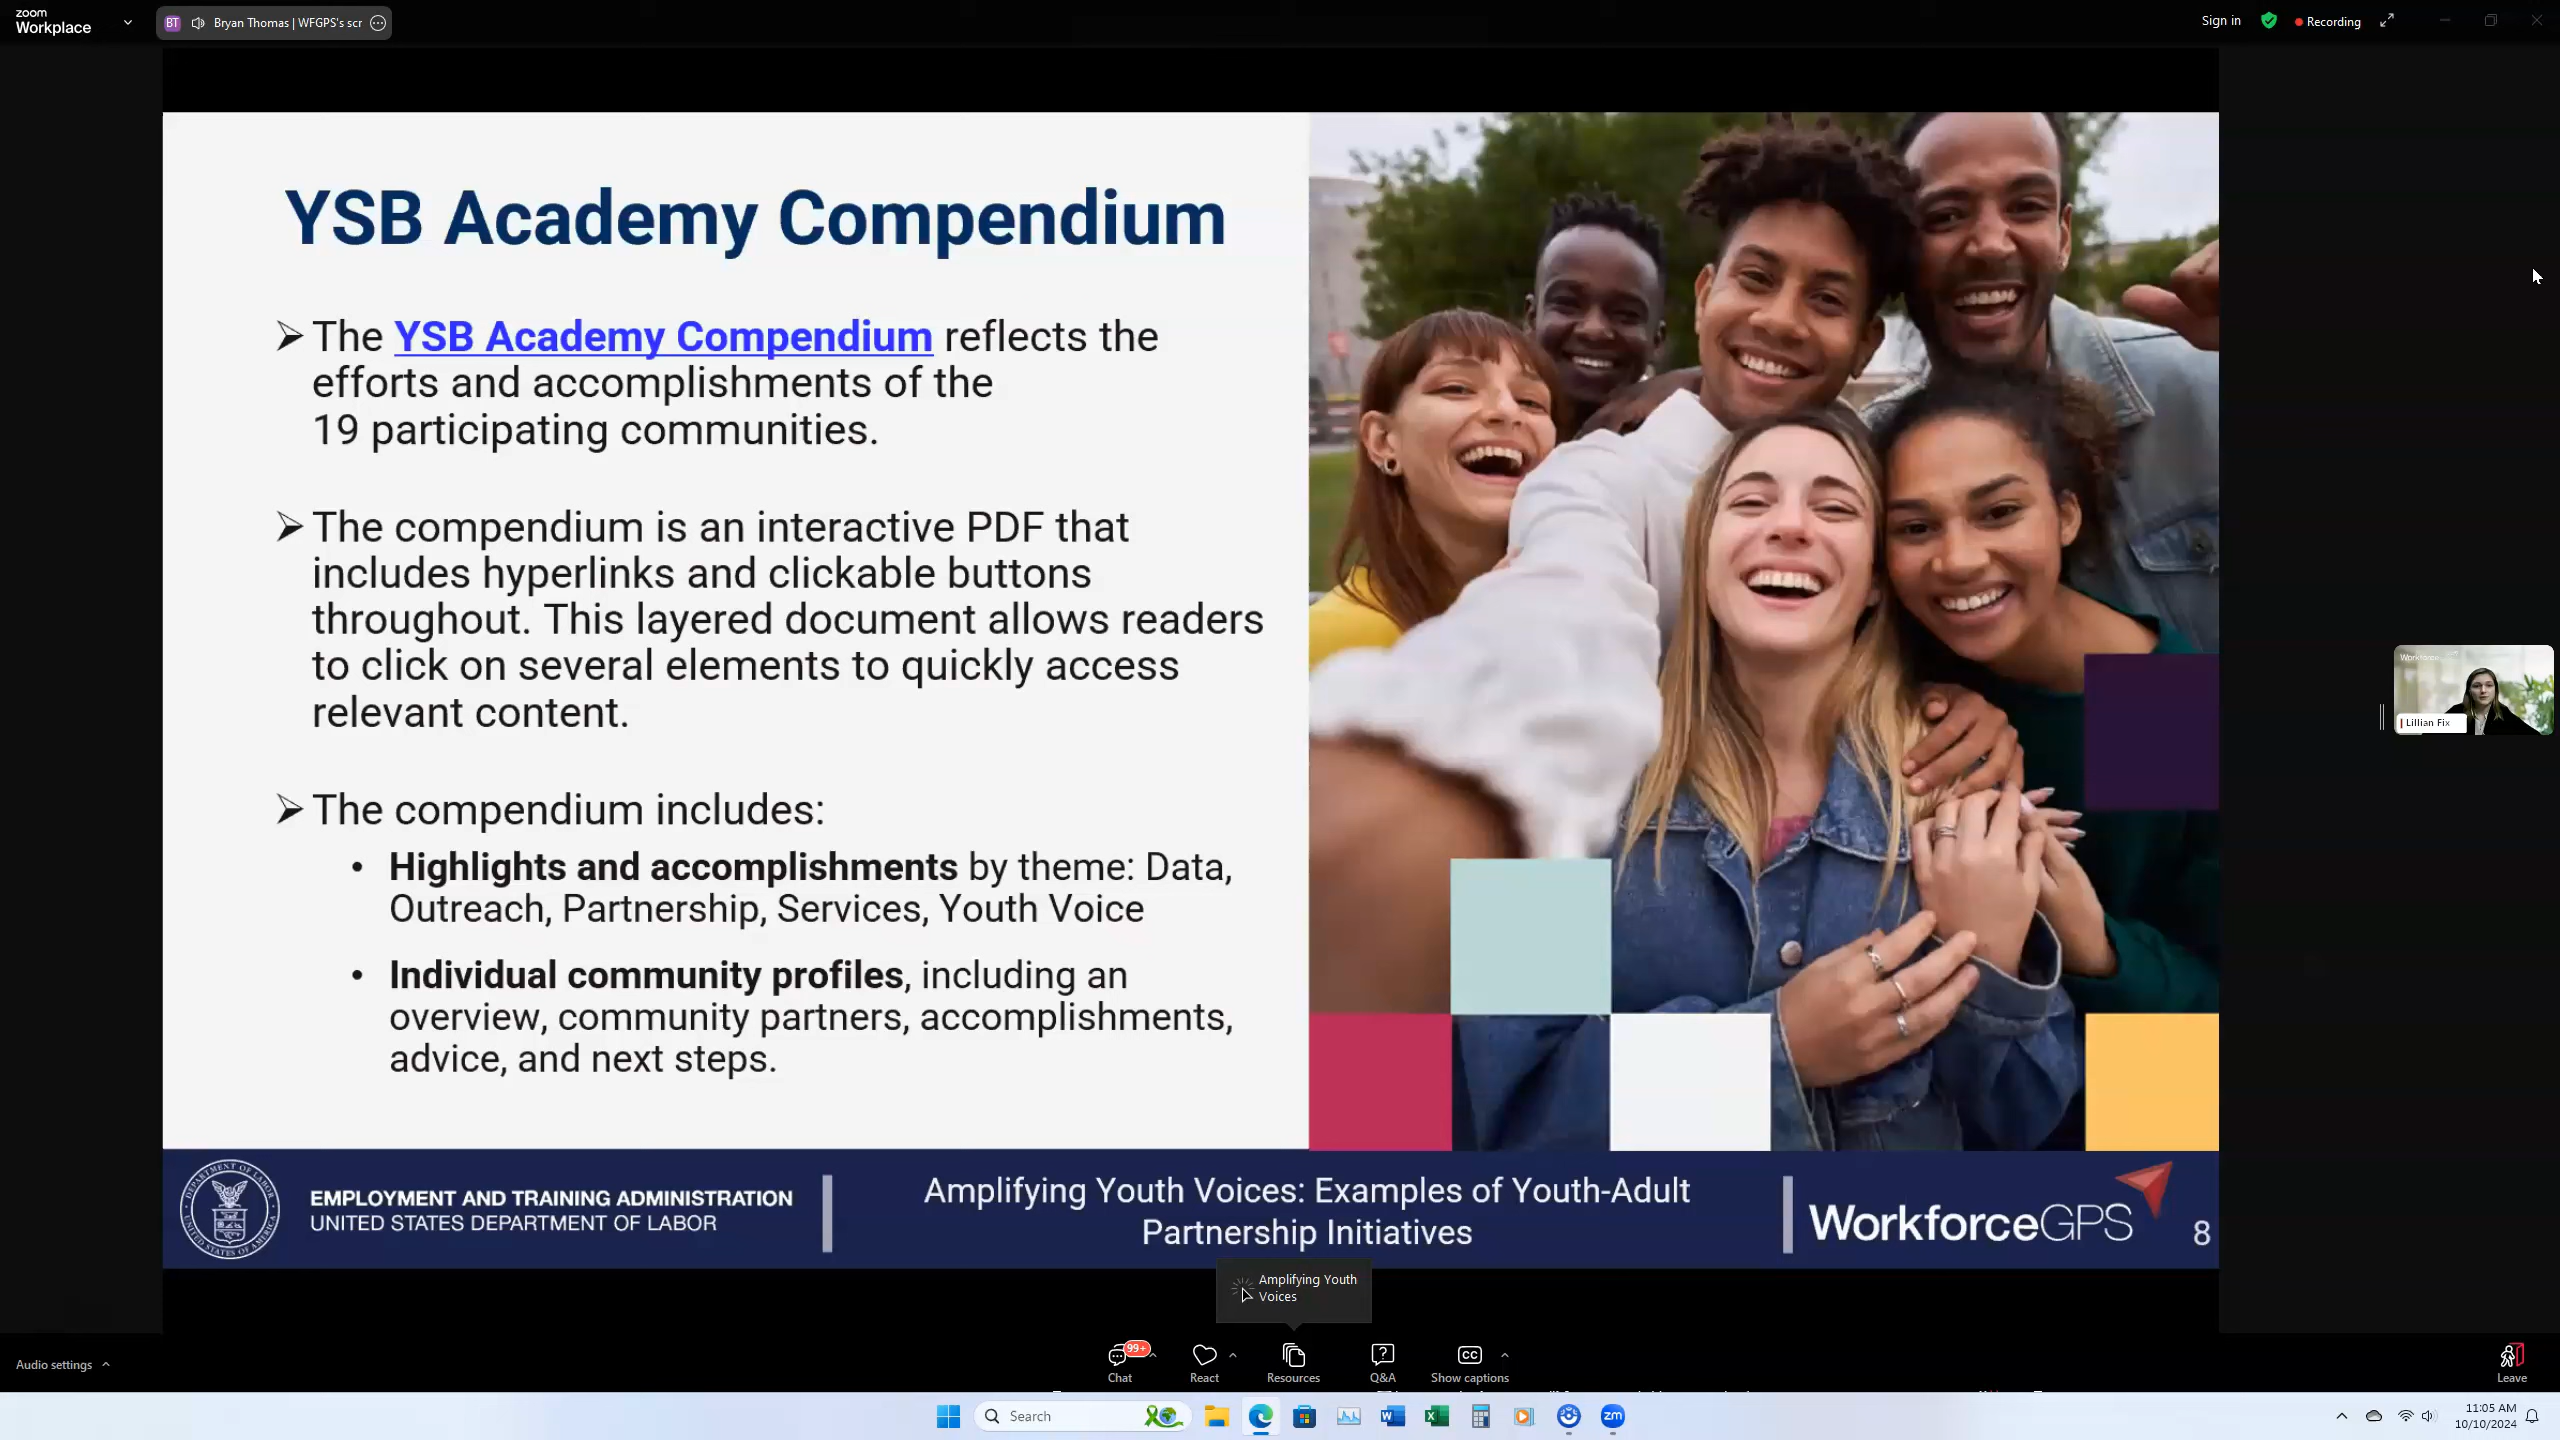 zoom
Workplace
BT
Bryan Thomas | WFGPS's scr
Sign in
Recording
YSB Academy Compendium
The YSB Academy Compendium reflects the
efforts and accomplishments of the
19 participating communities.
The compendium is an interactive PDF that
includes hyperlinks and clickable buttons
throughout. This layered document allows readers
to click on several elements to quickly access
relevant content.
The compendium includes:
• Highlights and accomplishments by theme: Data,
Outreach, Partnership, Services, Youth Voice
• Individual community profiles, including an
overview, community partners, accomplishments,
advice, and next steps.
Lillian Fix
EMPLOYMENT AND TRAINING ADMINISTRATION
UNITED STATES DEPARTMENT OF LABOR
Amplifying Youth Voices: Examples of Youth-Adult
Partnership Initiatives
WorkforceGPS
8
Amplifying Youth
Voices
Audio settings
99+
Chat
React
Resources
Q&A
CC
Show captions
Leave
Search
zm
11:05 AM
10/10/2024